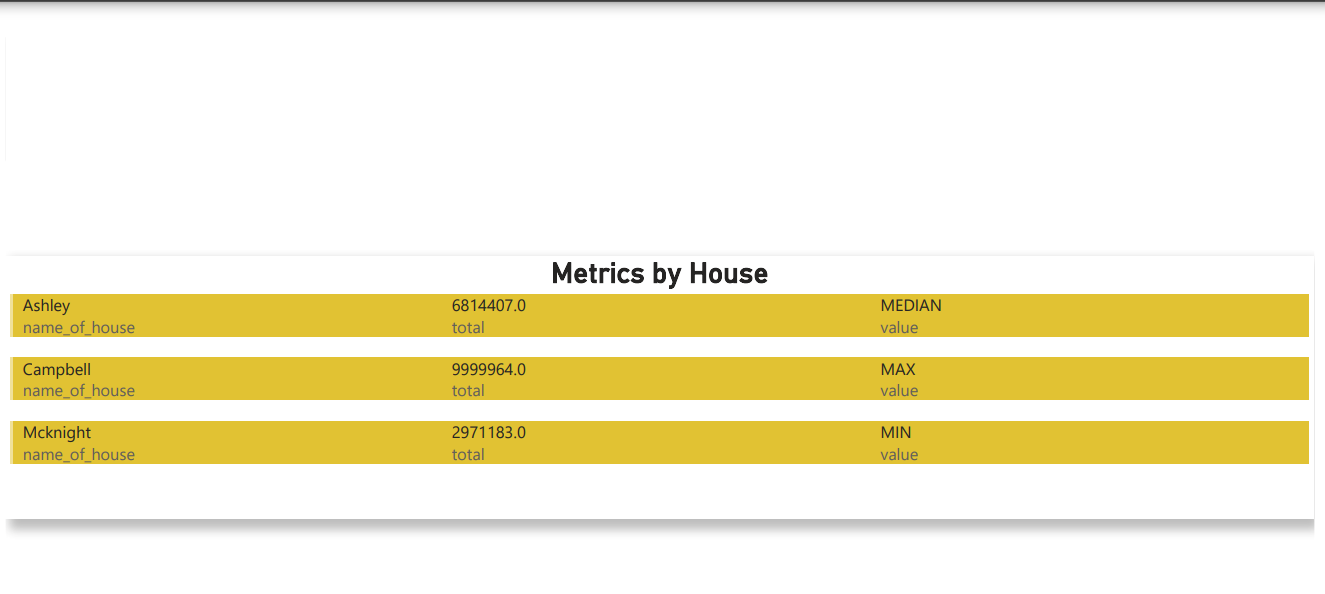 Metrics by House
Ashley 6814407.0 MEDIAN
name_of_house total value
Campbell 9999964.0 MAX
name_of_house total value
Mcknight 2971183.0 MIN
name_of_house total value